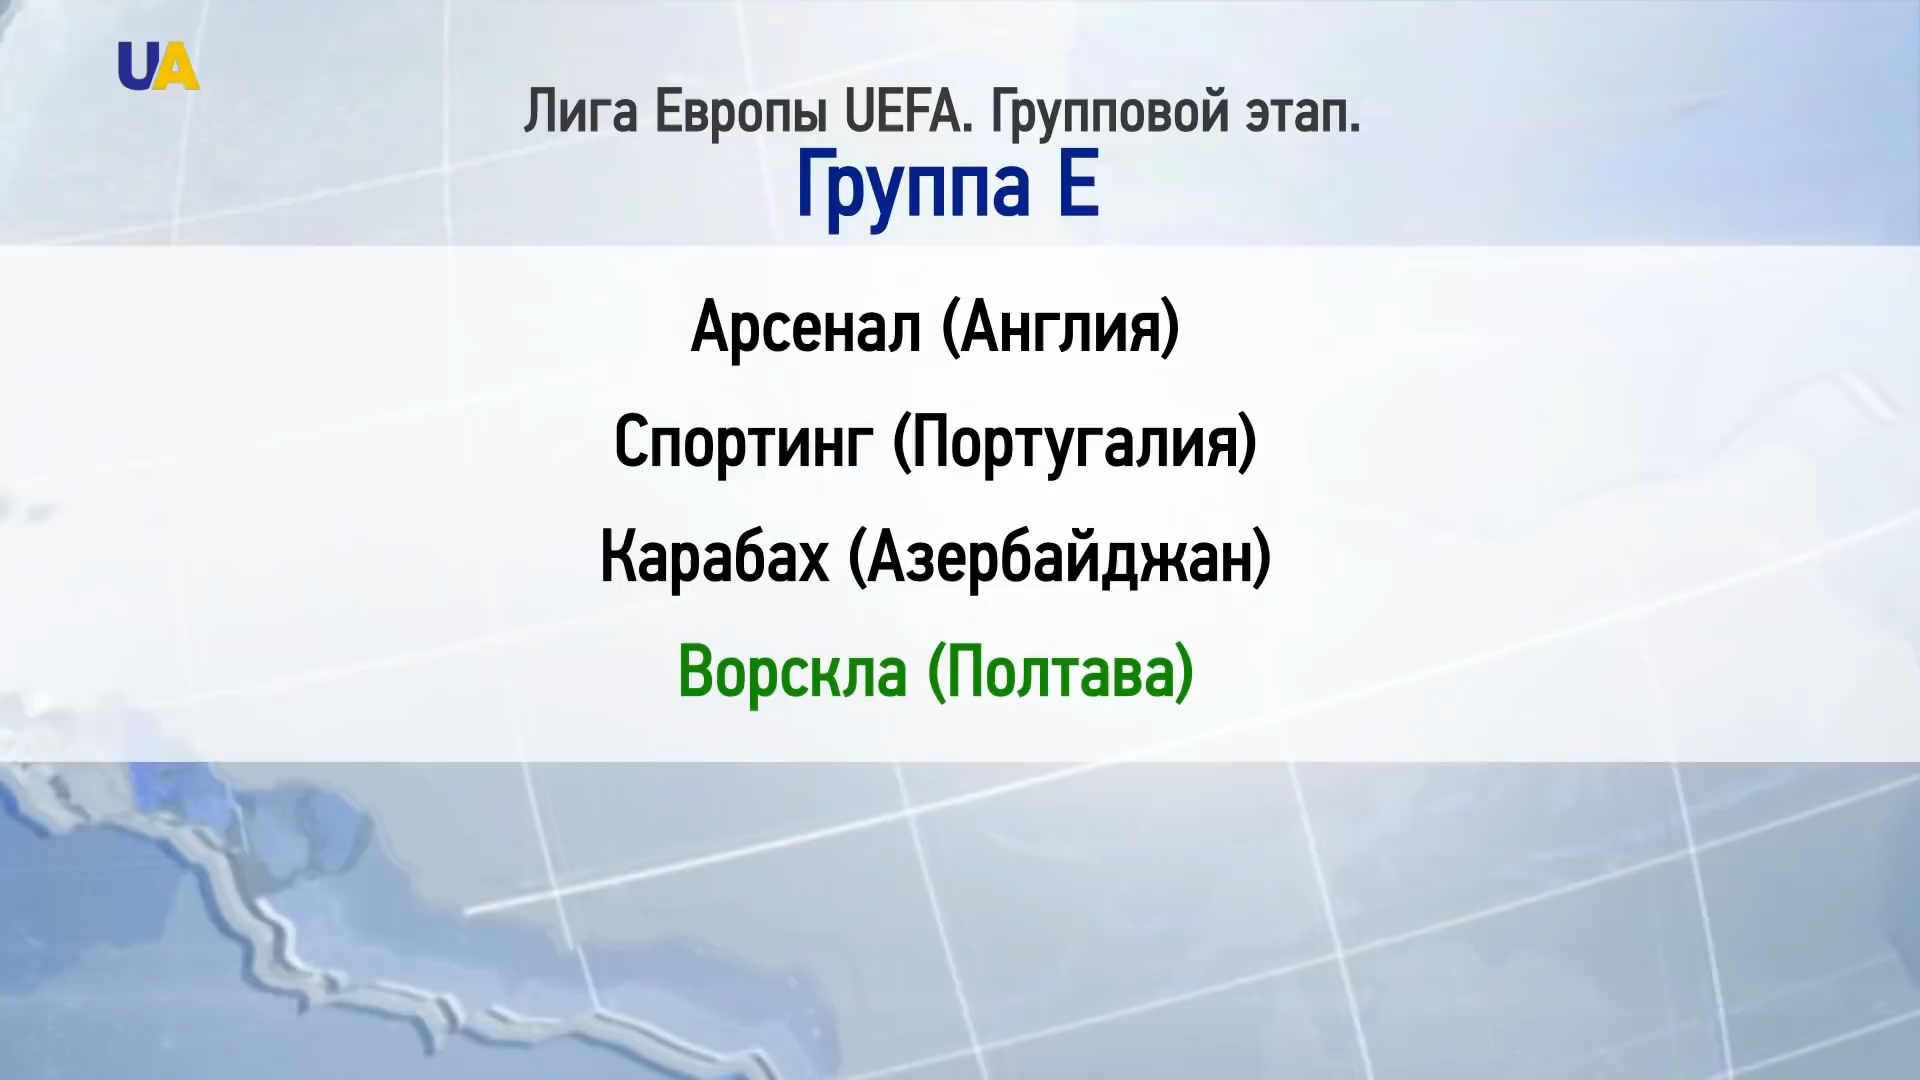 UA
Лига Европы UEFA. Групповой этап.
Группа Е
Арсенал (Англия)
Спортинг (Португалия)
Карабах (Азербайджан)
Ворскла (Полтава)